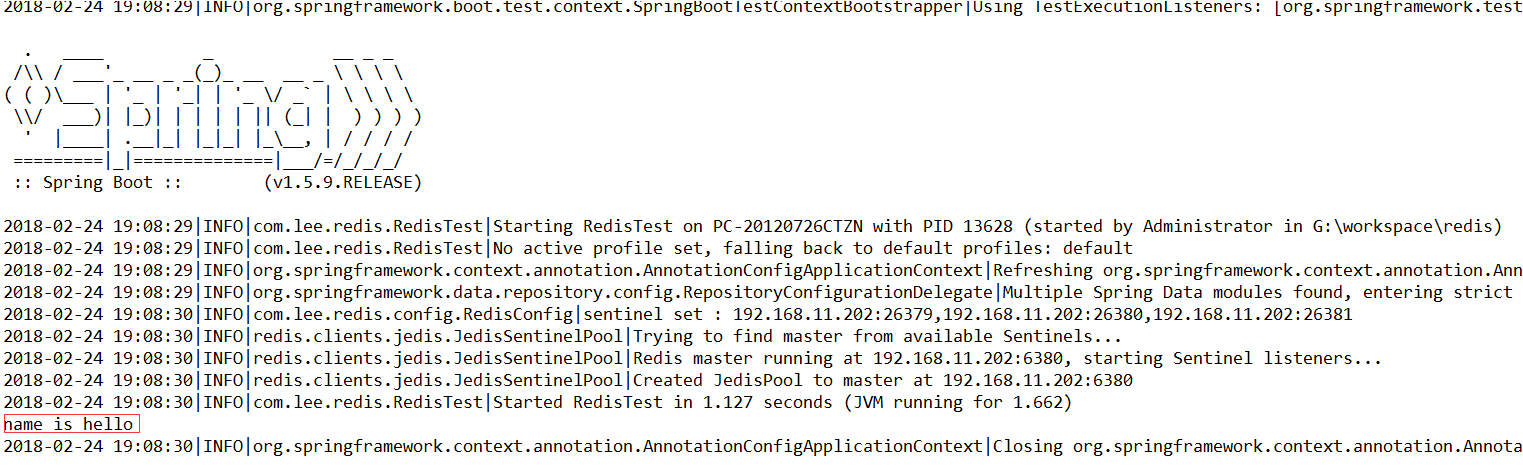 2018-02-24 19:08:29|INFO|org.springframework.boot.test.context.SpringBootTestContextBootstrapper|Using TestExecutionListeners: [org.springframework.test
  .   ____          _            __ _ _
 /\\ / ___'_ __ _ _(_)_ __  __ _ \ \ \ \
( ( )\___ | '_ | '_| | '_ \/ _` | \ \ \ \
 \\/  ___)| |_)| | | | | || (_| |  ) ) ) )
  '  |____| .__|_| |_|_| |_\__, | / / / /
 =========|_|==============|___/=/_/_/_/
 :: Spring Boot ::        (v1.5.9.RELEASE)
2018-02-24 19:08:29|INFO|com.lee.redis.RedisTest|Starting RedisTest on PC-20120726CTZN with PID 13628 (started by Administrator in G:\workspace\redis)
2018-02-24 19:08:29|INFO|com.lee.redis.RedisTest|No active profile set, falling back to default profiles: default
2018-02-24 19:08:29|INFO|org.springframework.context.annotation.AnnotationConfigApplicationContext|Refreshing org.springframework.context.annotation.Ann
2018-02-24 19:08:29|INFO|org.springframework.data.repository.config.RepositoryConfigurationDelegate|Multiple Spring Data modules found, entering strict
2018-02-24 19:08:30|INFO|com.lee.redis.config.RedisConfig|sentinel set : 192.168.11.202:26379,192.168.11.202:26380,192.168.11.202:26381
2018-02-24 19:08:30|INFO|redis.clients.jedis.JedisSentinelPool|Trying to find master from available Sentinels...
2018-02-24 19:08:30|INFO|redis.clients.jedis.JedisSentinelPool|Redis master running at 192.168.11.202:6380, starting Sentinel listeners...
2018-02-24 19:08:30|INFO|redis.clients.jedis.JedisSentinelPool|Created JedisPool to master at 192.168.11.202:6380
2018-02-24 19:08:30|INFO|com.lee.redis.RedisTest|Started RedisTest in 1.127 seconds (JVM running for 1.662)
name is hello
2018-02-24 19:08:30|INFO|org.springframework.context.annotation.AnnotationConfigApplicationContext|Closing org.springframework.context.annotation.Annota